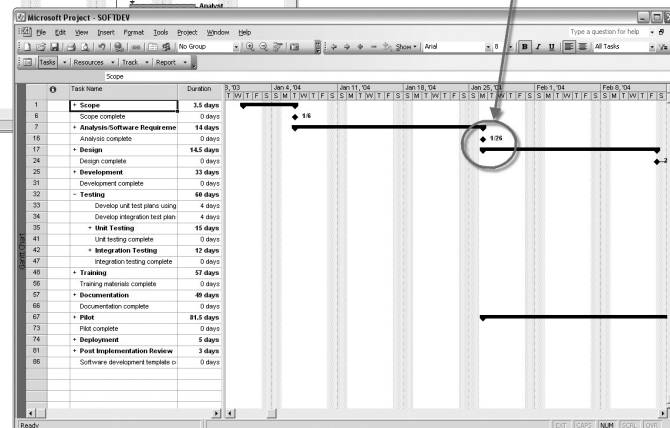 Analyst
Microsoft Project - SOFTDEV
File Edit View Insert Format Tools Project Window Help
Type a question for help
No Group
Show
Arial
8
B I U
All Tasks
Tasks Resources Track Report
Scope
Task Name Duration
9, '03 Jan 4, '04 Jan 11, '04 Jan 18, '04 Jan 25, '04 Feb 1, '04 Feb 8, '04
T W T F S S M T W T F S S M T W T F S S M T W T F S S M T W T F S S M T W T F S S M T W T F S
1 + Scope 3.5 days
6 Scope complete 0 days 1/6
7 + Analysis/Software Requireme 14 days
16 Analysis complete 0 days 1/26
17 + Design 14.5 days
24 Design complete 0 days 2
25 + Development 33 days
31 Development complete 0 days
32 - Testing 60 days
33 Develop unit test plans using 4 days
34 Develop integration test plan 4 days
35 + Unit Testing 15 days
41 Unit testing complete 0 days
42 + Integration Testing 12 days
47 Integration testing complete 0 days
48 + Training 57 days
56 Training materials complete 0 days
57 + Documentation 49 days
66 Documentation complete 0 days
67 + Pilot 81.5 days
73 Pilot complete 0 days
74 + Deployment 5 days
81 + Post Implementation Review 3 days
86 Software development template c 0 days
Gantt Chart
Ready
EXT CAPS NUM SCRL OVR